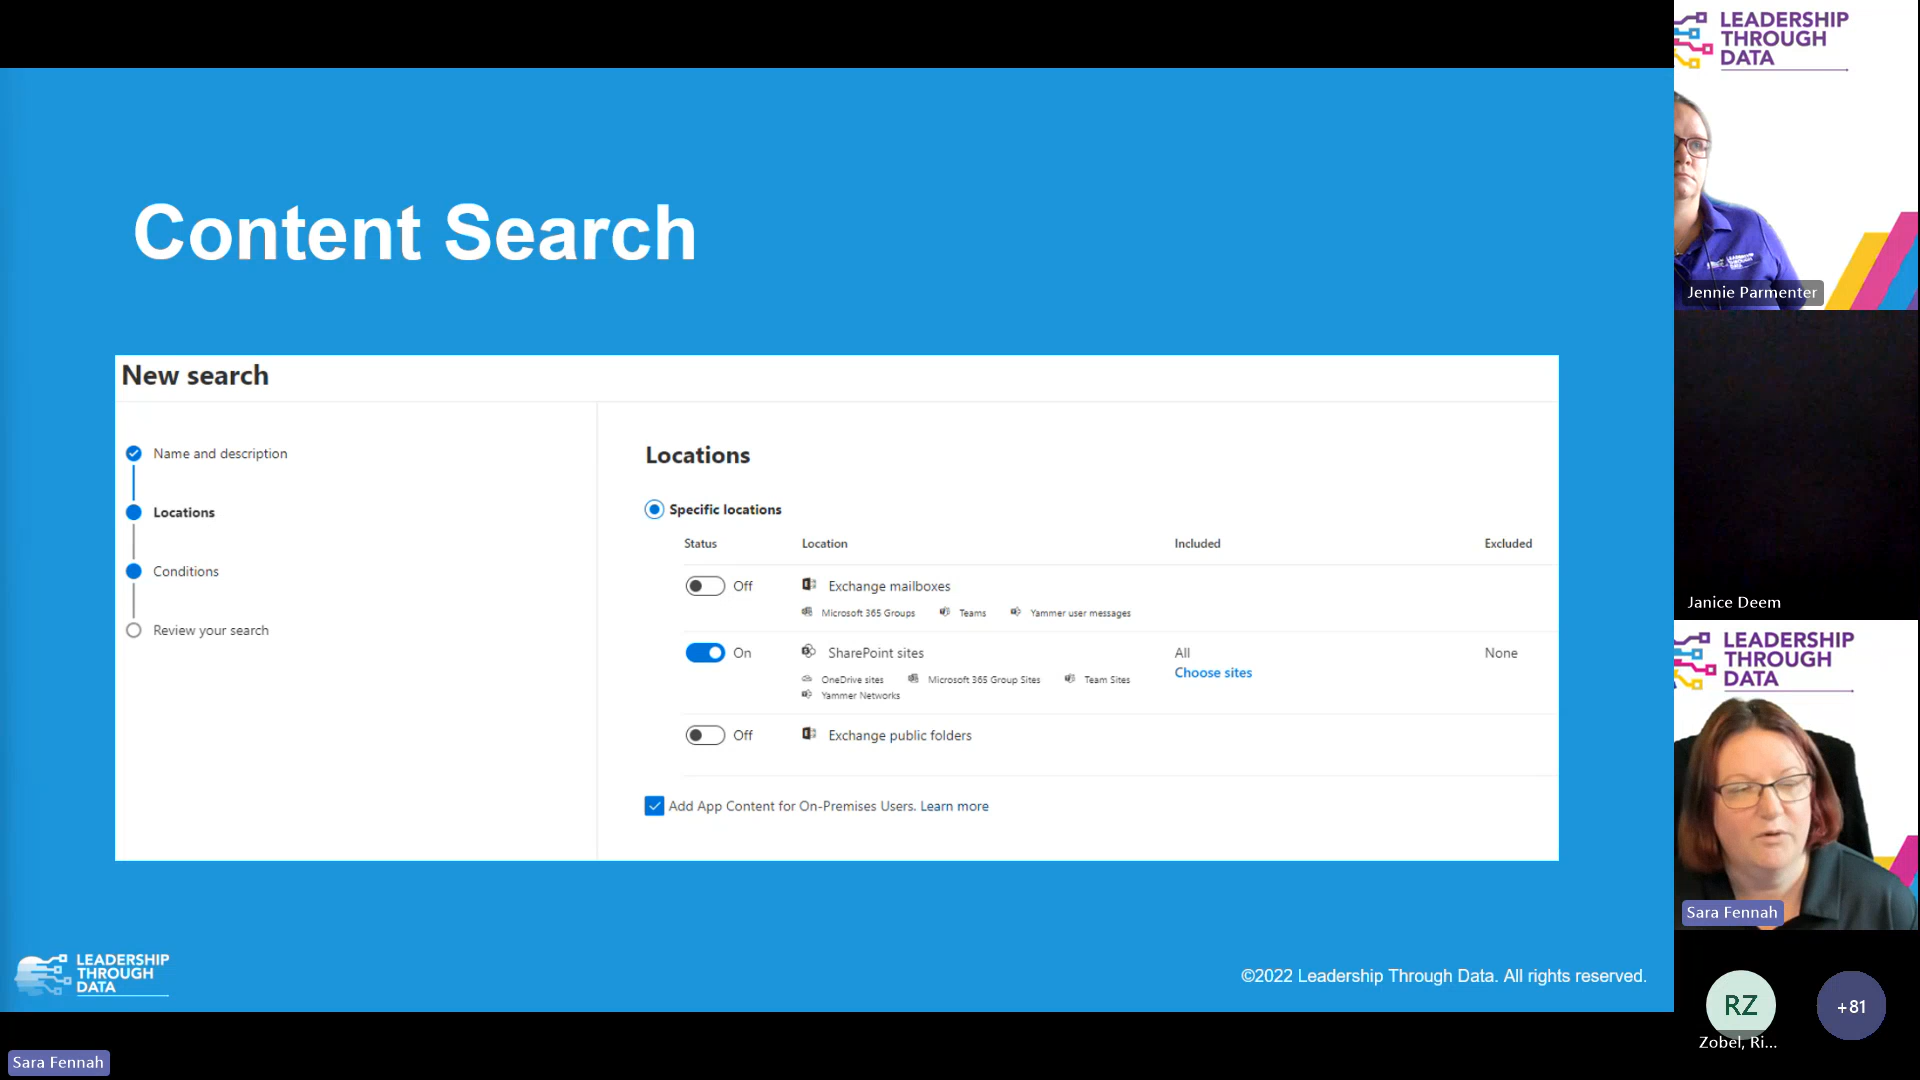 Content Search
New search
Name and description
Locations
Conditions
Review your search
Locations
Specific locations
Status Location Included Excluded
Off Exchange mailboxes
Microsoft 365 Groups Teams Yammer user messages
On SharePoint sites All None
Choose sites
OneDrive sites Microsoft 365 Group Sites Team Sites
Yammer Networks
Off Exchange public folders
Add App Content for On-Premises Users. Learn more
LEADERSHIP
THROUGH
DATA
©2022 Leadership Through Data. All rights reserved.
Sara Fennah
LEADERSHIP
THROUGH
DATA
Jennie Parmenter
Janice Deem
LEADERSHIP
THROUGH
DATA
Sara Fennah
RZ
+81
Zobel, Ri...